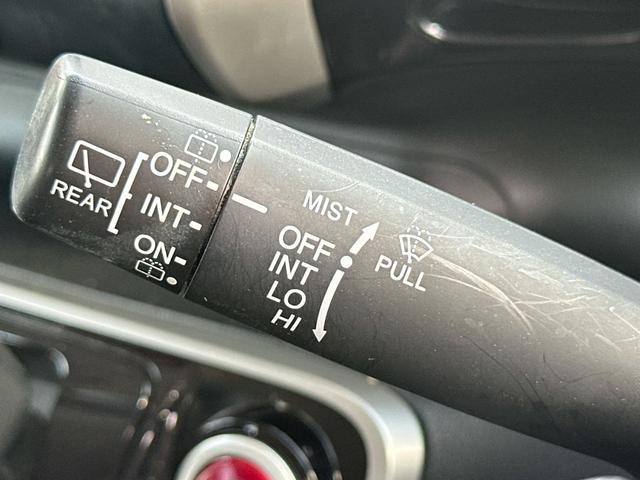 REAR
OFF
INT
ON
MIST
OFF
INT
LO
HI
PULL